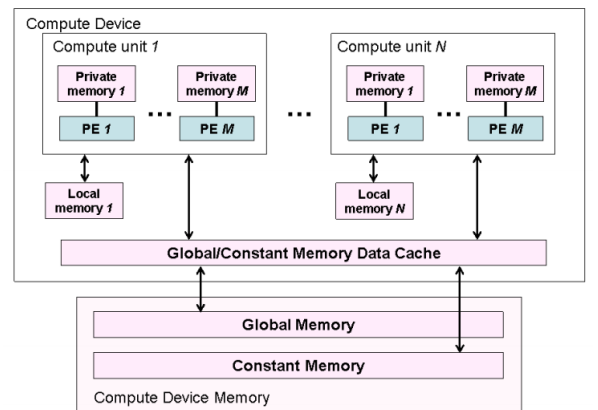 Compute Device
Compute unit 1
Compute unit N
Private
memory 1
Private
memory M
Private
memory 1
Private
memory M
PE 1
PE M
PE 1
PE M
Local
memory 1
Local
memory N
Global/Constant Memory Data Cache
Global Memory
Constant Memory
Compute Device Memory